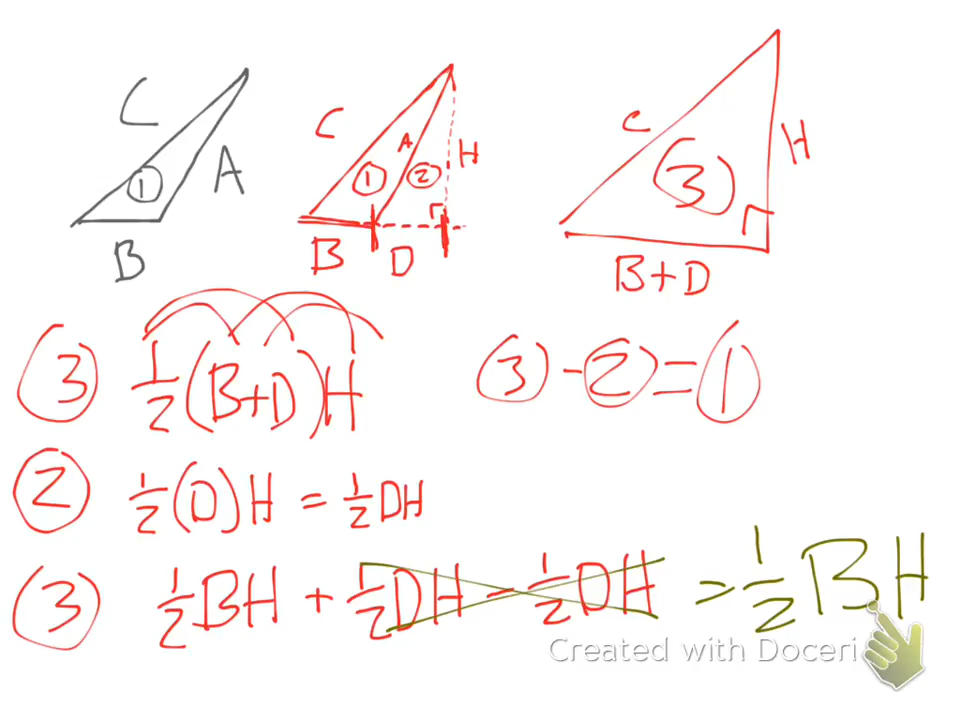 C
①
A
B
C
A
①
②
H
B
D
C
(3)
H
B+D
③ ½(B+D)H
③-②=①
② ½(D)H = ½DH
③ ½BH + ½DH - ½DH = ½BH
Created with Doceri